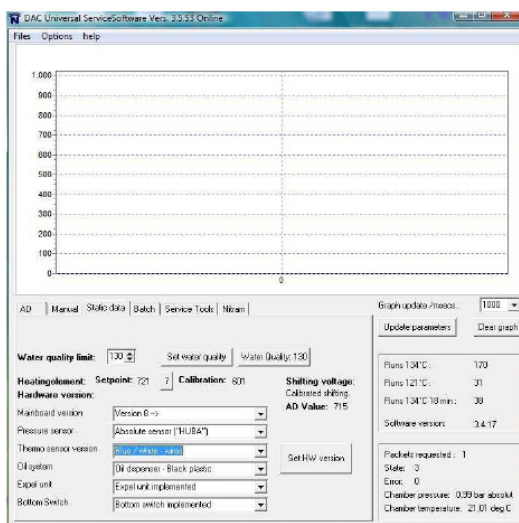 DAC Universal ServiceSoftware Vers. 3.5.53 Online
Files Options help
1.000
900
800
700
600
500
400
300
200
100
0
0
AD Manual Static data Batch Service Tools Nitram
Graph update /msecs.: 1000
Update parameters Clear graph
Water quality limit: 130 Set water quality Water Quality: 130
Heatingelement: Setpoint: 721 ? Calibration: 601 Shifting voltage:
Hardware version: Calibrated shifting.
AD Value: 715
Mainboard version Version 8 ->
Pressure sensor Absolute sensor ("HUBA")
Thermo sensor version Blue / white - wires
Oil system Oil dispenser - Black plastic
Expel unit Expel unit implemented
Bottom Switch Bottom switch implemented
Set HW version
Runs 134°C: 170
Runs 121°C: 31
Runs 134°C 18 min: 38
Software version: 3.4.17
Packets requested: 1
State: 3
Error: 0
Chamber pressure: 0,99 bar absolut
Chamber temperature: 21,01 deg C